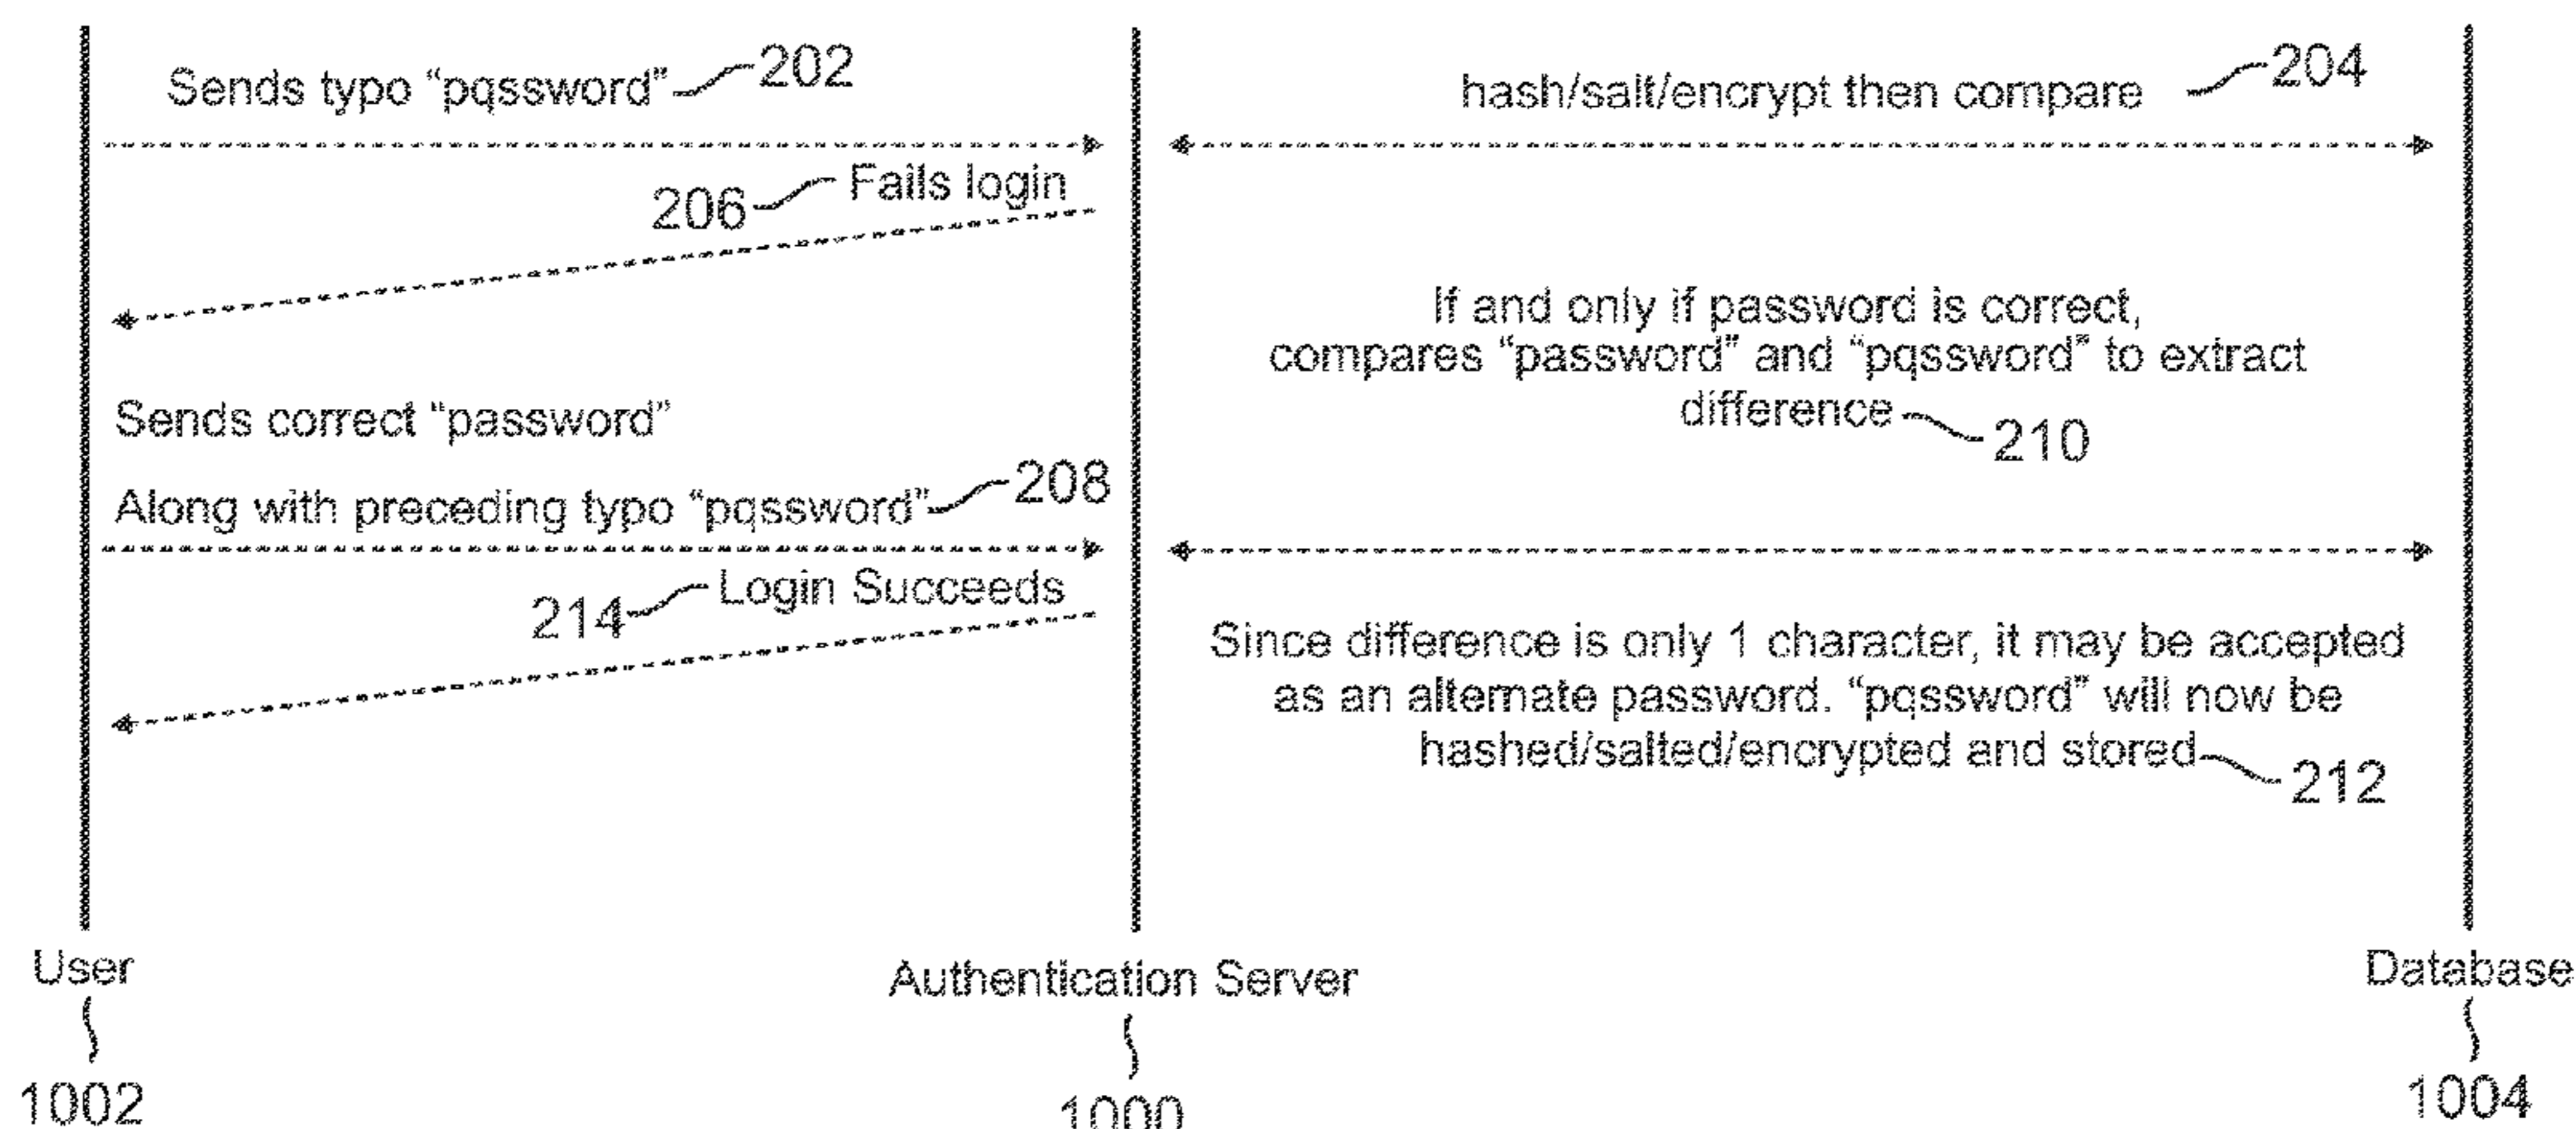 Sends typo “pqssword” 202
hash/salt/encrypt then compare 204
206 Fails login
If and only if password is correct,
compares “password” and “pqssword” to extract
difference 210
Sends correct “password”
Along with preceding typo “pqssword” 208
214 Login Succeeds
Since difference is only 1 character, it may be accepted
as an alternate password. “pqssword” will now be
hashed/salted/encrypted and stored 212
User
Authentication Server
Database
1002
1000
1004